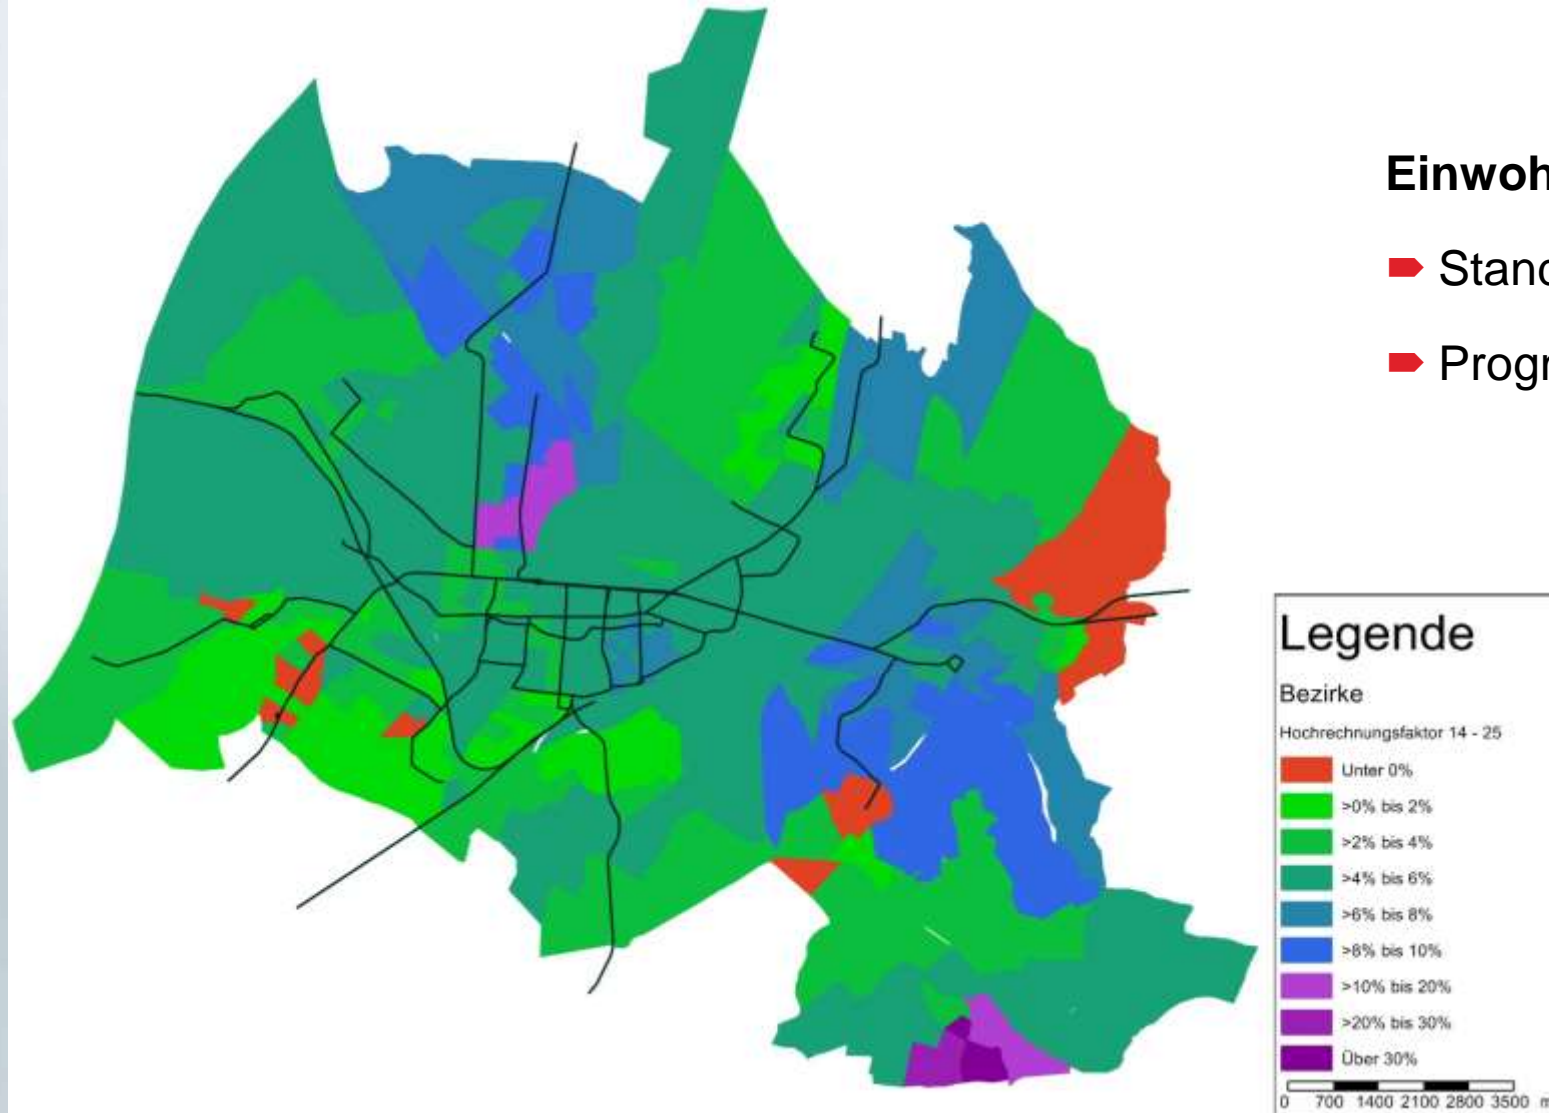 Einwoh
Stand
Progr
Legende
Bezirke
Hochrechnungsfaktor 14 - 25
Unter 0%
>0% bis 2%
>2% bis 4%
>4% bis 6%
>6% bis 8%
>8% bis 10%
>10% bis 20%
>20% bis 30%
Über 30%
0 700 1400 2100 2800 3500 m